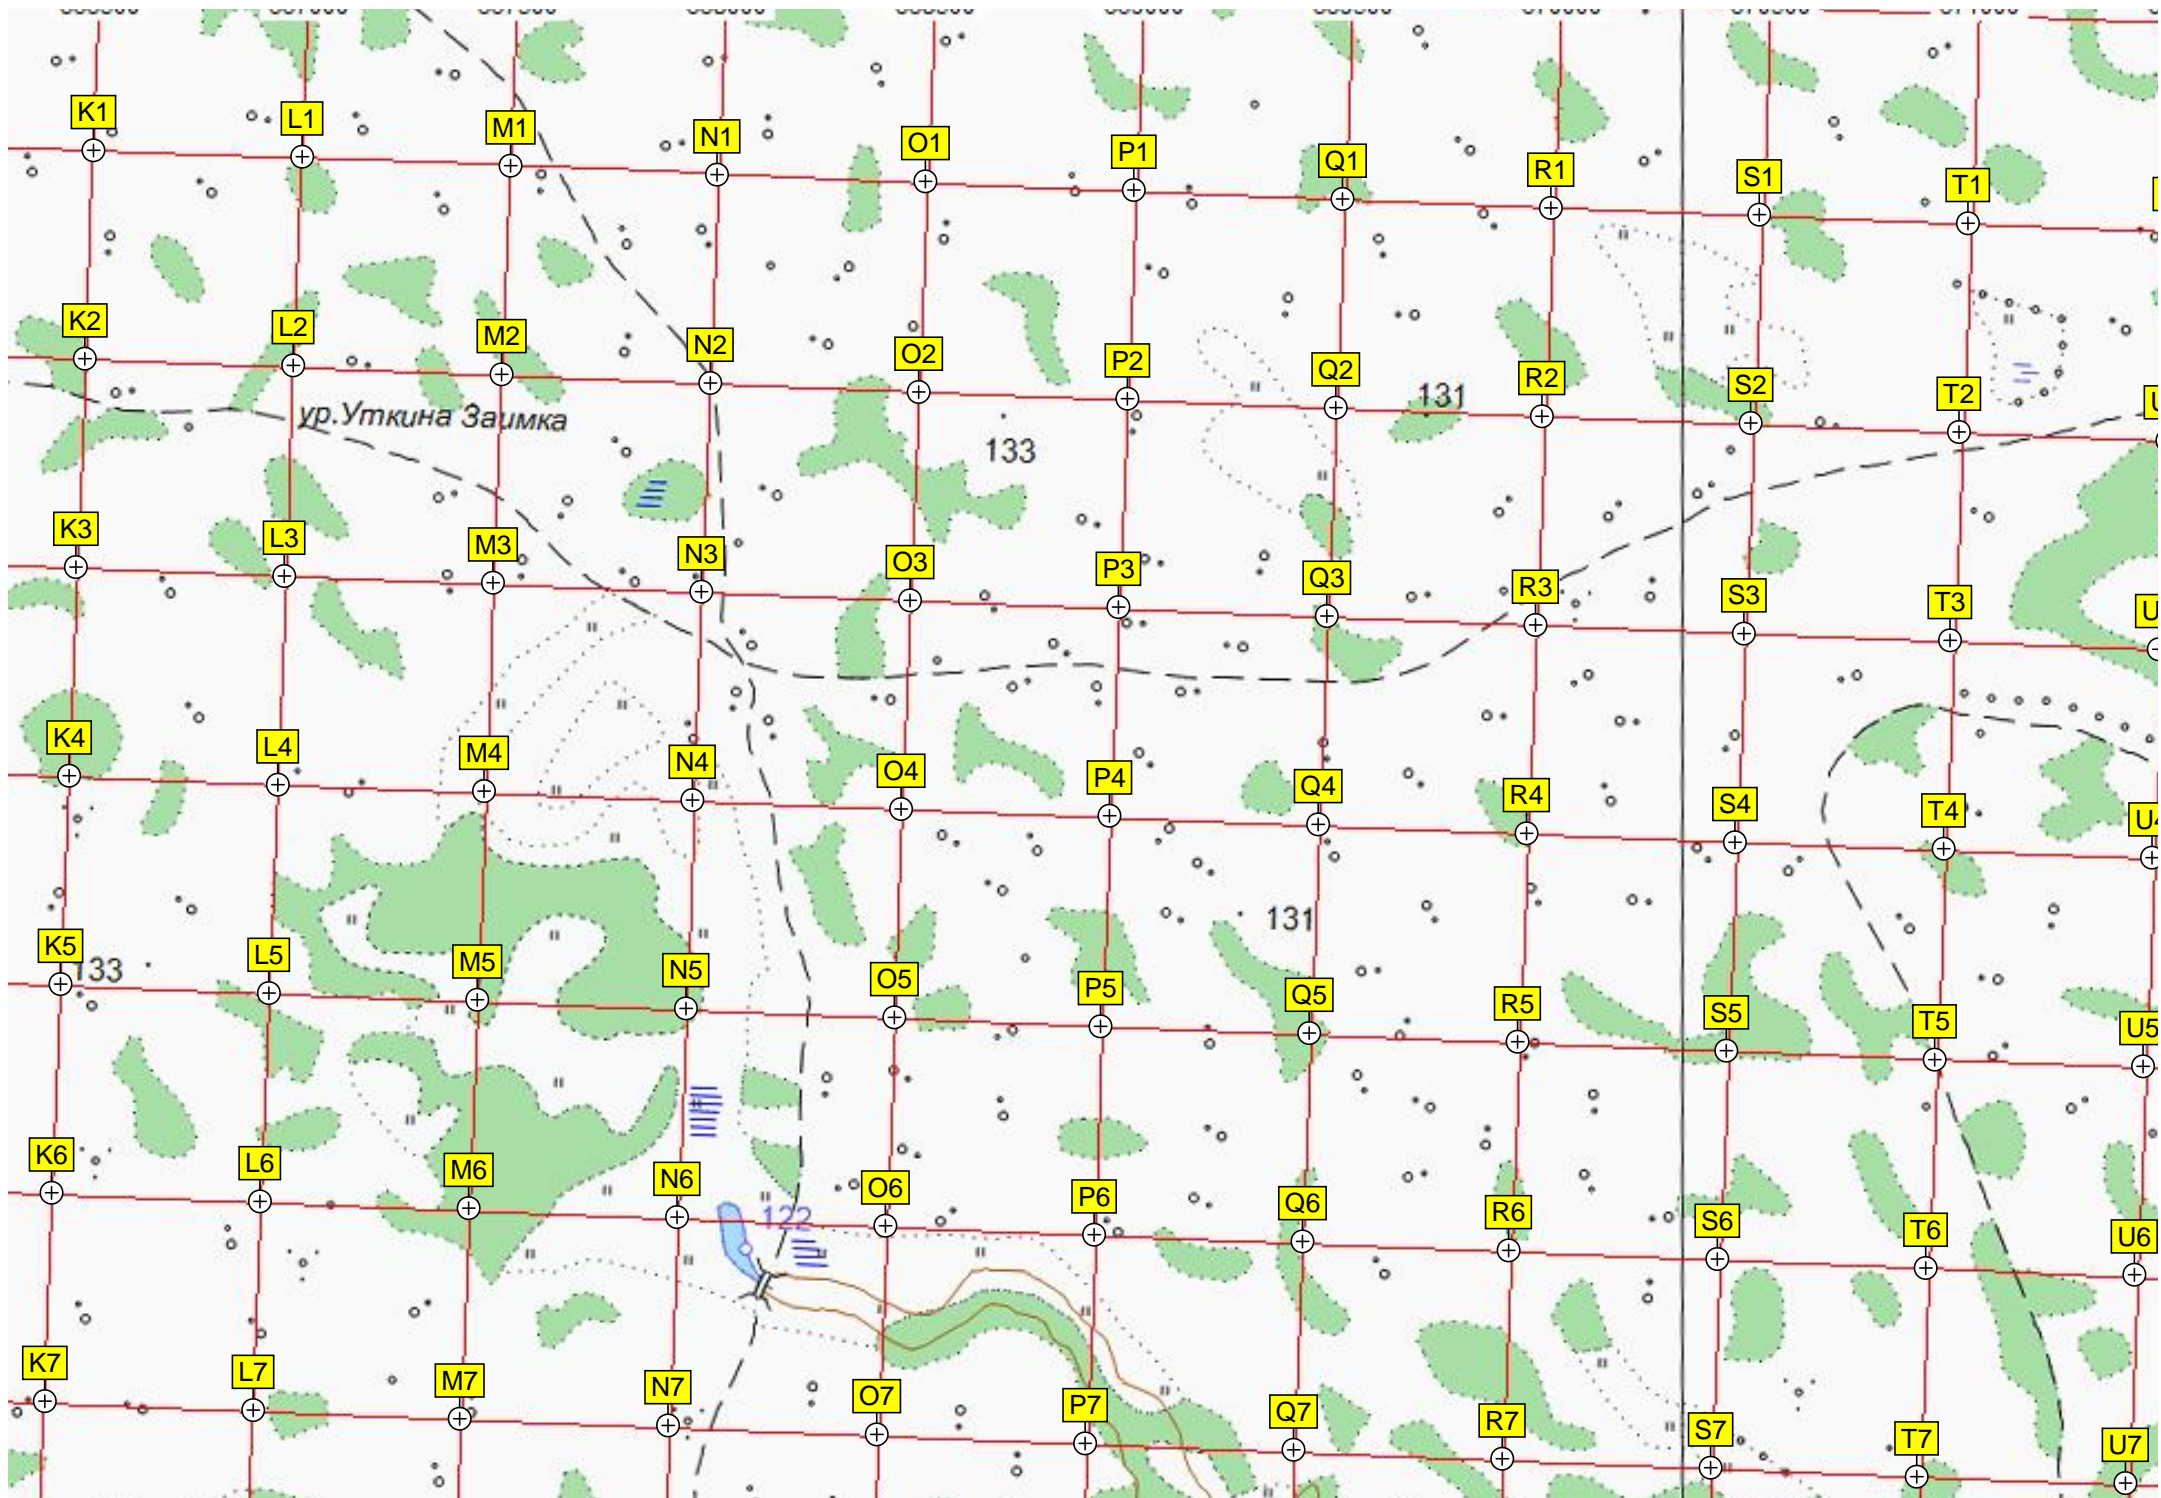 K1 L1 M1 N1 O1 P1 Q1 R1 S1 T1
K2 L2 M2 N2 O2 P2 Q2 R2 S2 T2
131
ур.Уткина Заимка
133
K3 L3 M3 N3 O3 P3 Q3 R3 S3 T3
K4 L4 M4 N4 O4 P4 Q4 R4 S4 T4 U4
131
K5 L5 M5 N5 O5 P5 Q5 R5 S5 T5 U5
133
K6 L6 M6 N6 O6 P6 Q6 R6 S6 T6 U6
122
K7 L7 M7 N7 O7 P7 Q7 R7 S7 T7 U7